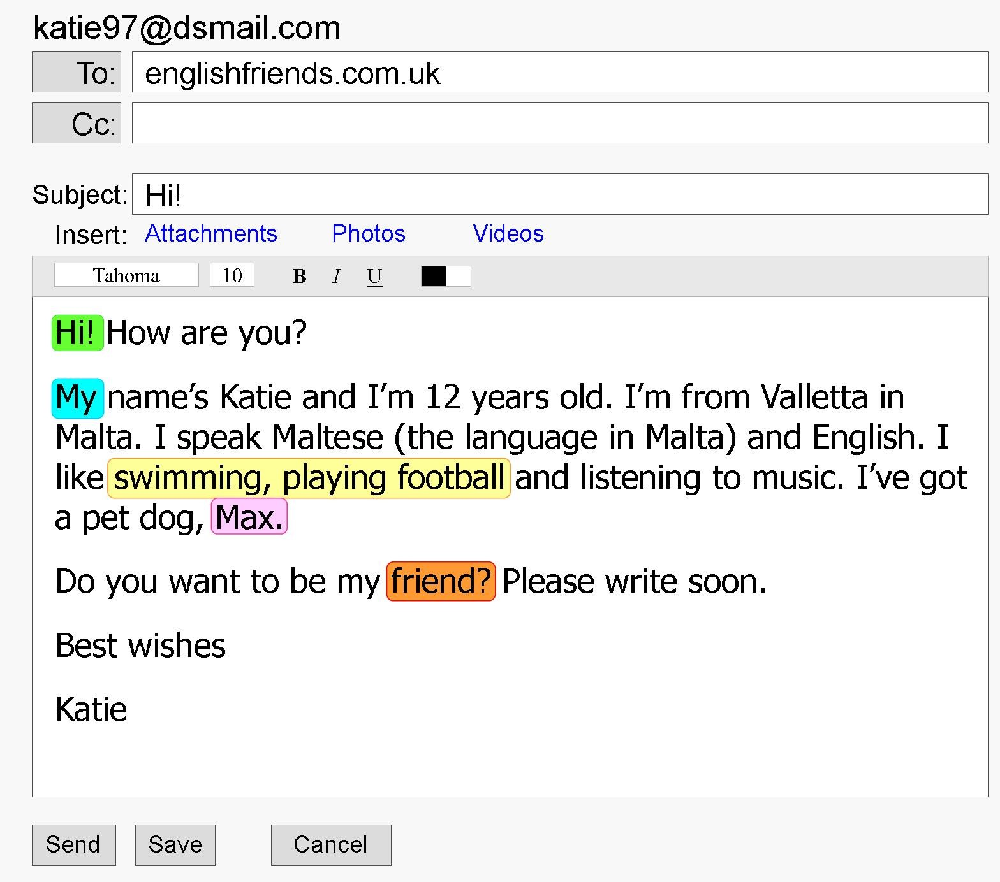 katie97@dsmail.com
To: englishfriends.com.uk
Cc:
Subject: Hi!
Insert: Attachments Photos Videos
Tahoma 10 B I U
Hi! How are you?
My name’s Katie and I’m 12 years old. I’m from Valletta in
Malta. I speak Maltese (the language in Malta) and English. I
like swimming, playing football and listening to music. I’ve got
a pet dog, Max.
Do you want to be my friend? Please write soon.
Best wishes
Katie
Send Save Cancel